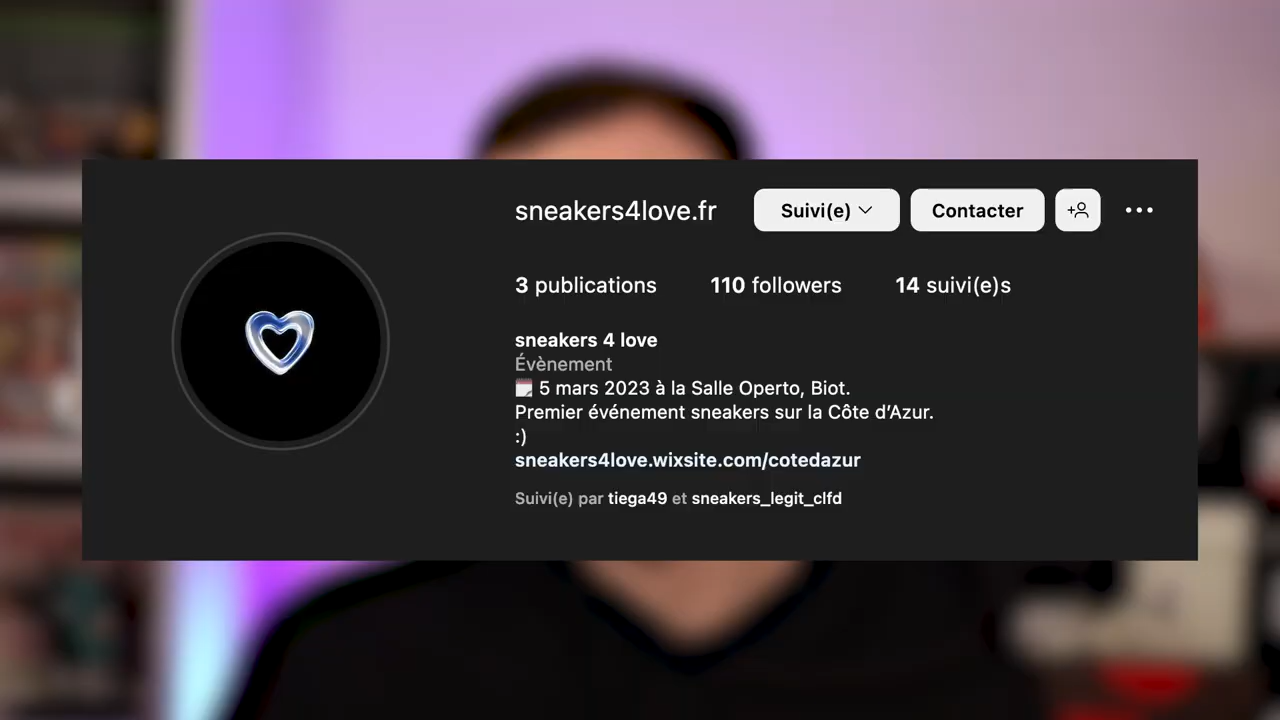 sneakers4love.fr Suivi(e) Contacter
3 publications 110 followers 14 suivi(e)s
sneakers 4 love
Évènement
5 mars 2023 à la Salle Operto, Biot.
Premier événement sneakers sur la Côte d’Azur.
:)
sneakers4love.wixsite.com/cotedazur
Suivi(e) par tiega49 et sneakers_legit_clfd